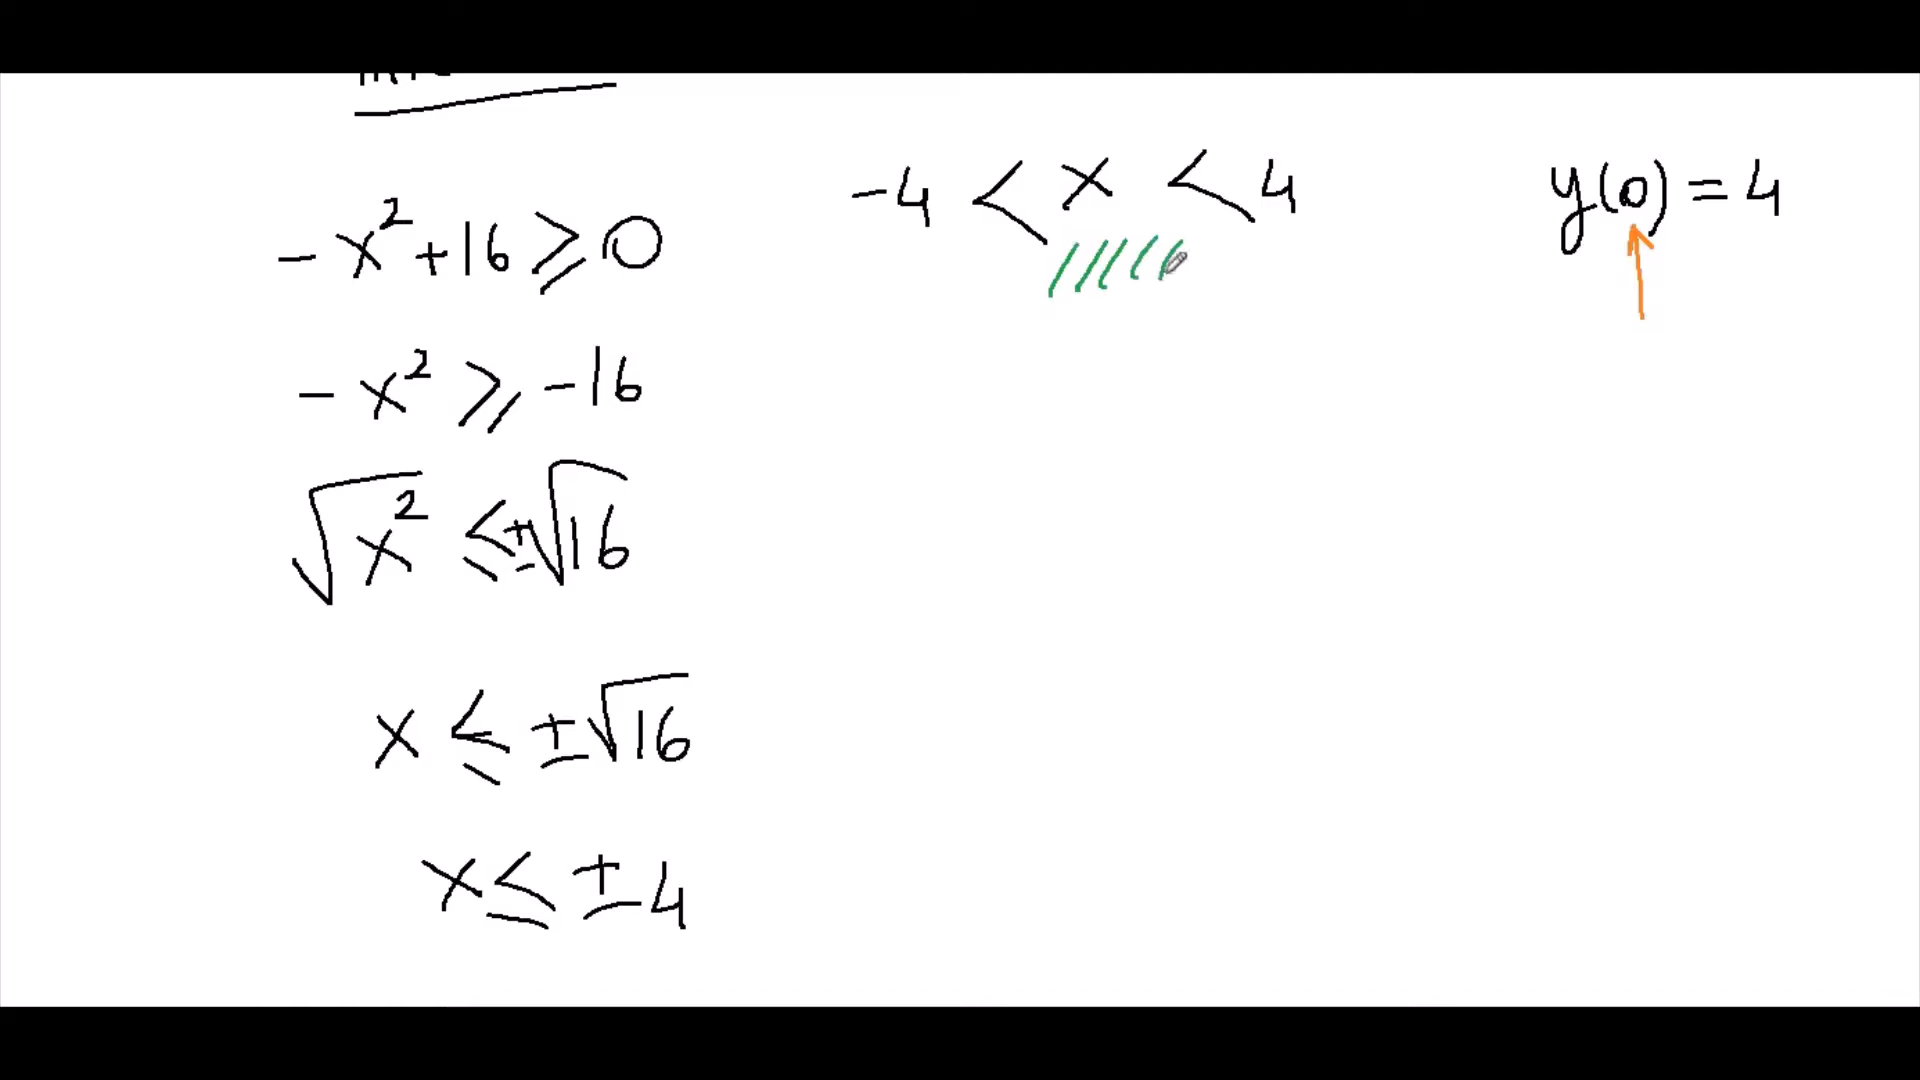 -x² + 16 ≥ 0
-x² ≥ -16
√x² ≤ ±√16
x ≤ ±√16
x ≤ ±4
-4 < x < 4
y(0) = 4